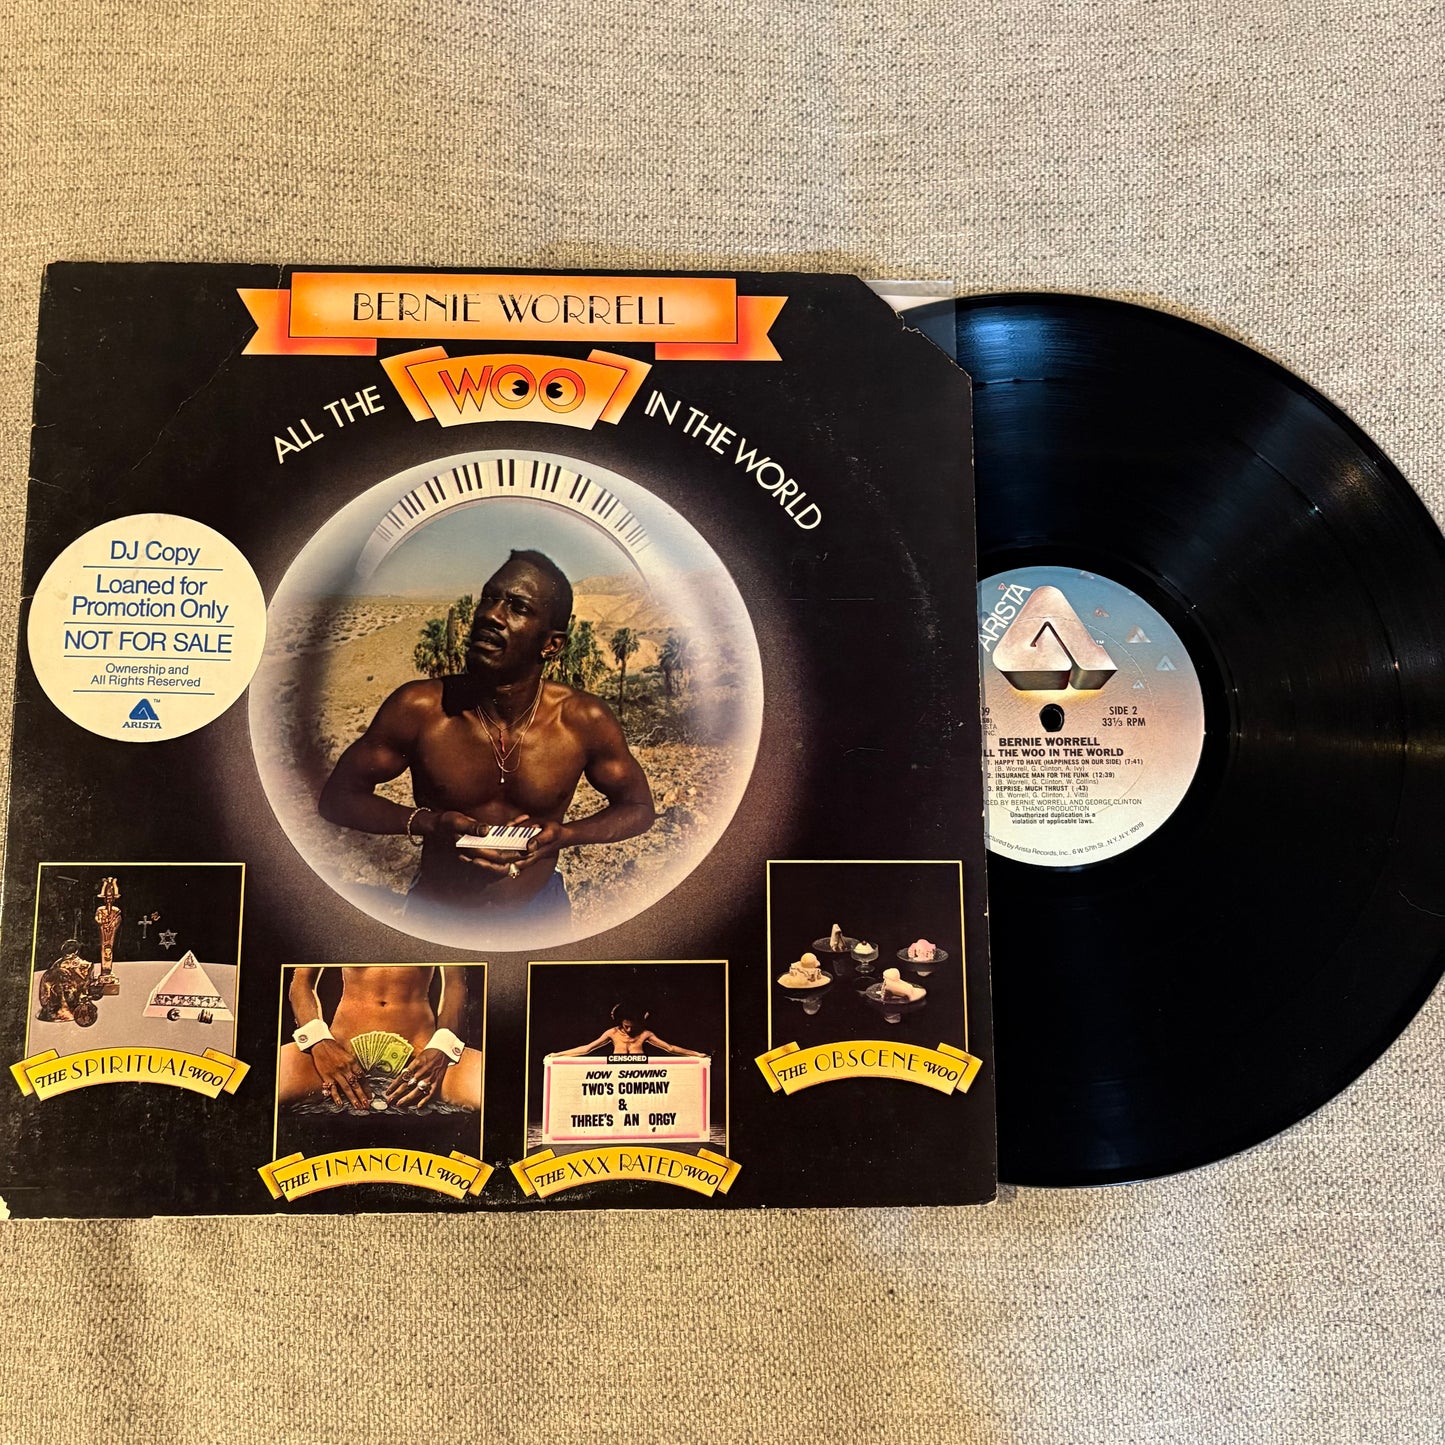 BERNIE WORRELL
ALL THE WOO IN THE WORLD
DJ Copy
Loaned for
Promotion Only
NOT FOR SALE
Ownership and
All Rights Reserved
ARISTA™
THE SPIRITUAL WOO
THE FINANCIAL WOO
CENSORED
NOW SHOWING
TWO'S COMPANY
&
THREE'S AN ORGY
THE XXX RATED WOO
THE OBSCENE WOO
ARISTA
™
SIDE 2
33⅓ RPM
INC.
BERNIE WORRELL
THE WOO IN THE WORLD
1. HAPPY TO HAVE (HAPPINESS ON OUR SIDE) (7:41)
(B. Worrell, G. Clinton, A. Ivy)
2. INSURANCE MAN FOR THE FUNK (12:39)
(B. Worrell, G. Clinton, W. Collins)
3. REPRISE: MUCH THRUST (:43)
(B. Worrell, G. Clinton, J. Vitti)
BY BERNIE WORRELL AND GEORGE CLINTON
A THANG PRODUCTION
Unauthorized duplication is a
violation of applicable laws.
by Arista Records, Inc., 6 W 57th St., N.Y., N.Y. 10019